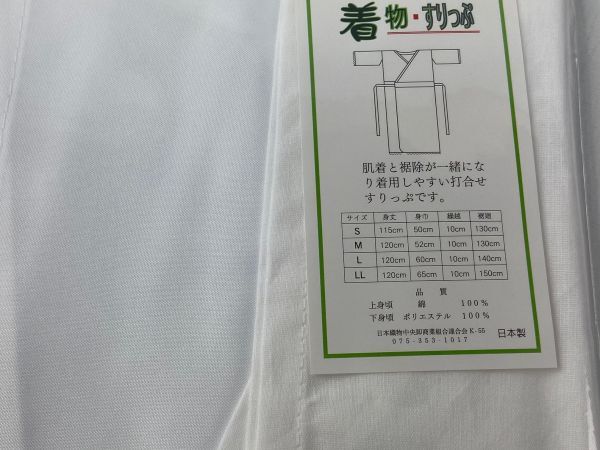 着物・すりっぷ
肌着と裾除が一緒にな
り着用しやすい打合せ
すりっぷです。
サイズ 身丈 身巾 繰越 裾廻
S 115cm 50cm 10cm 130cm
M 120cm 52cm 10cm 130cm
L 120cm 60cm 10cm 140cm
LL 120cm 65cm 10cm 150cm
品質
上身頃 綿 100%
下身頃 ポリエステル 100%
日本織物中央卸商業組合連合会 K-55
075-353-1017
日本製